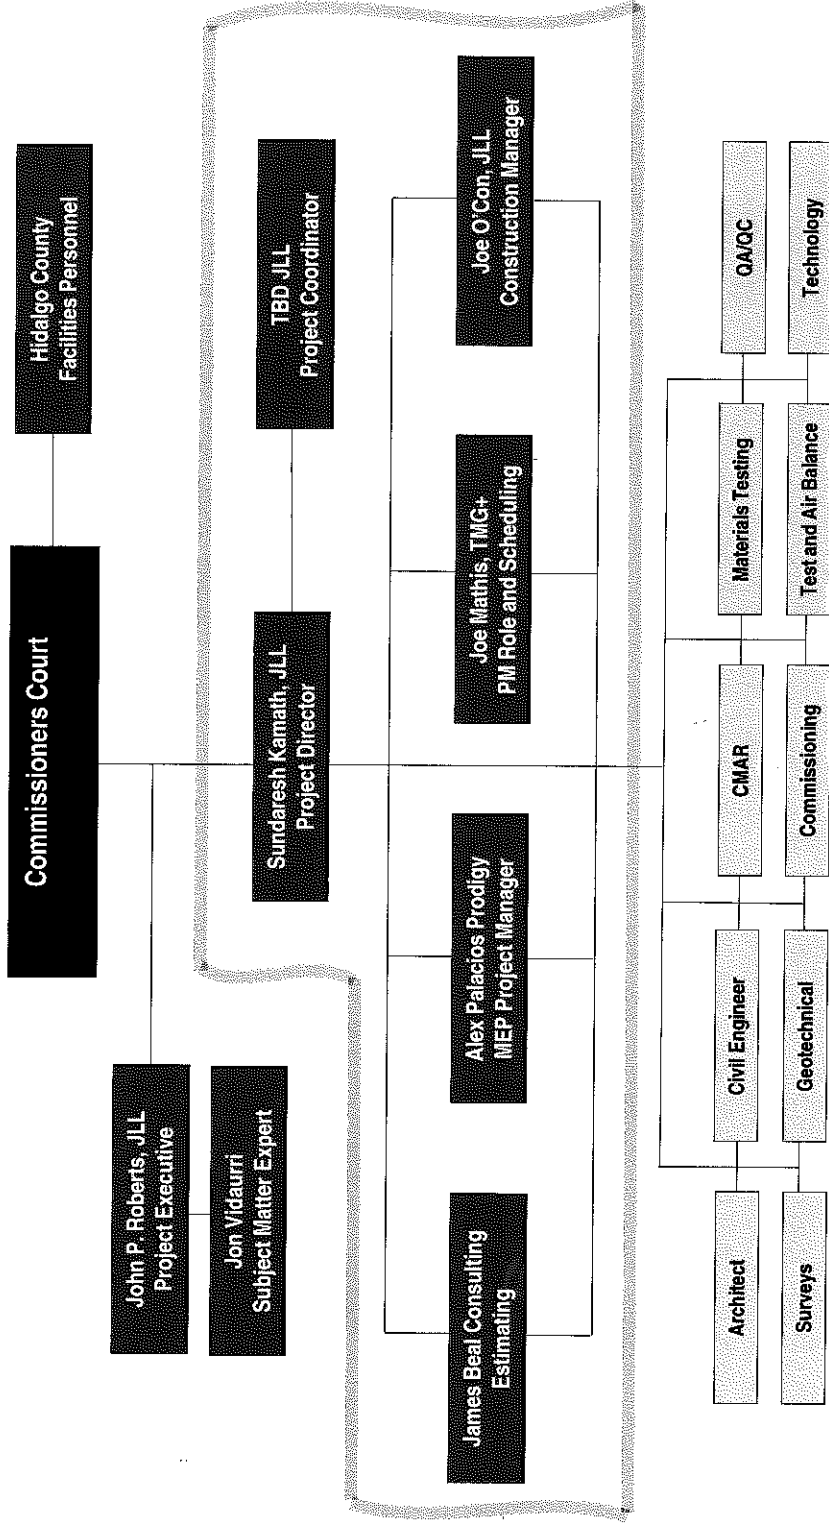 Commissioners Court
Hidalgo County
Facilities Personnel
John P. Roberts, JLL
Project Executive
Jon Vidaurri
Subject Matter Expert
Sundaresh Kamath, JLL
Project Director
TBD JLL
Project Coordinator
James Beal Consulting
Estimating
Alex Palacios Prodigy
MEP Project Manager
Joe Mathis, TMG+
PM Role and Scheduling
Joe O'Con, JLL
Construction Manager
Architect
Civil Engineer
CMAR
Materials Testing
QA/QC
Surveys
Geotechnical
Commissioning
Test and Air Balance
Technology